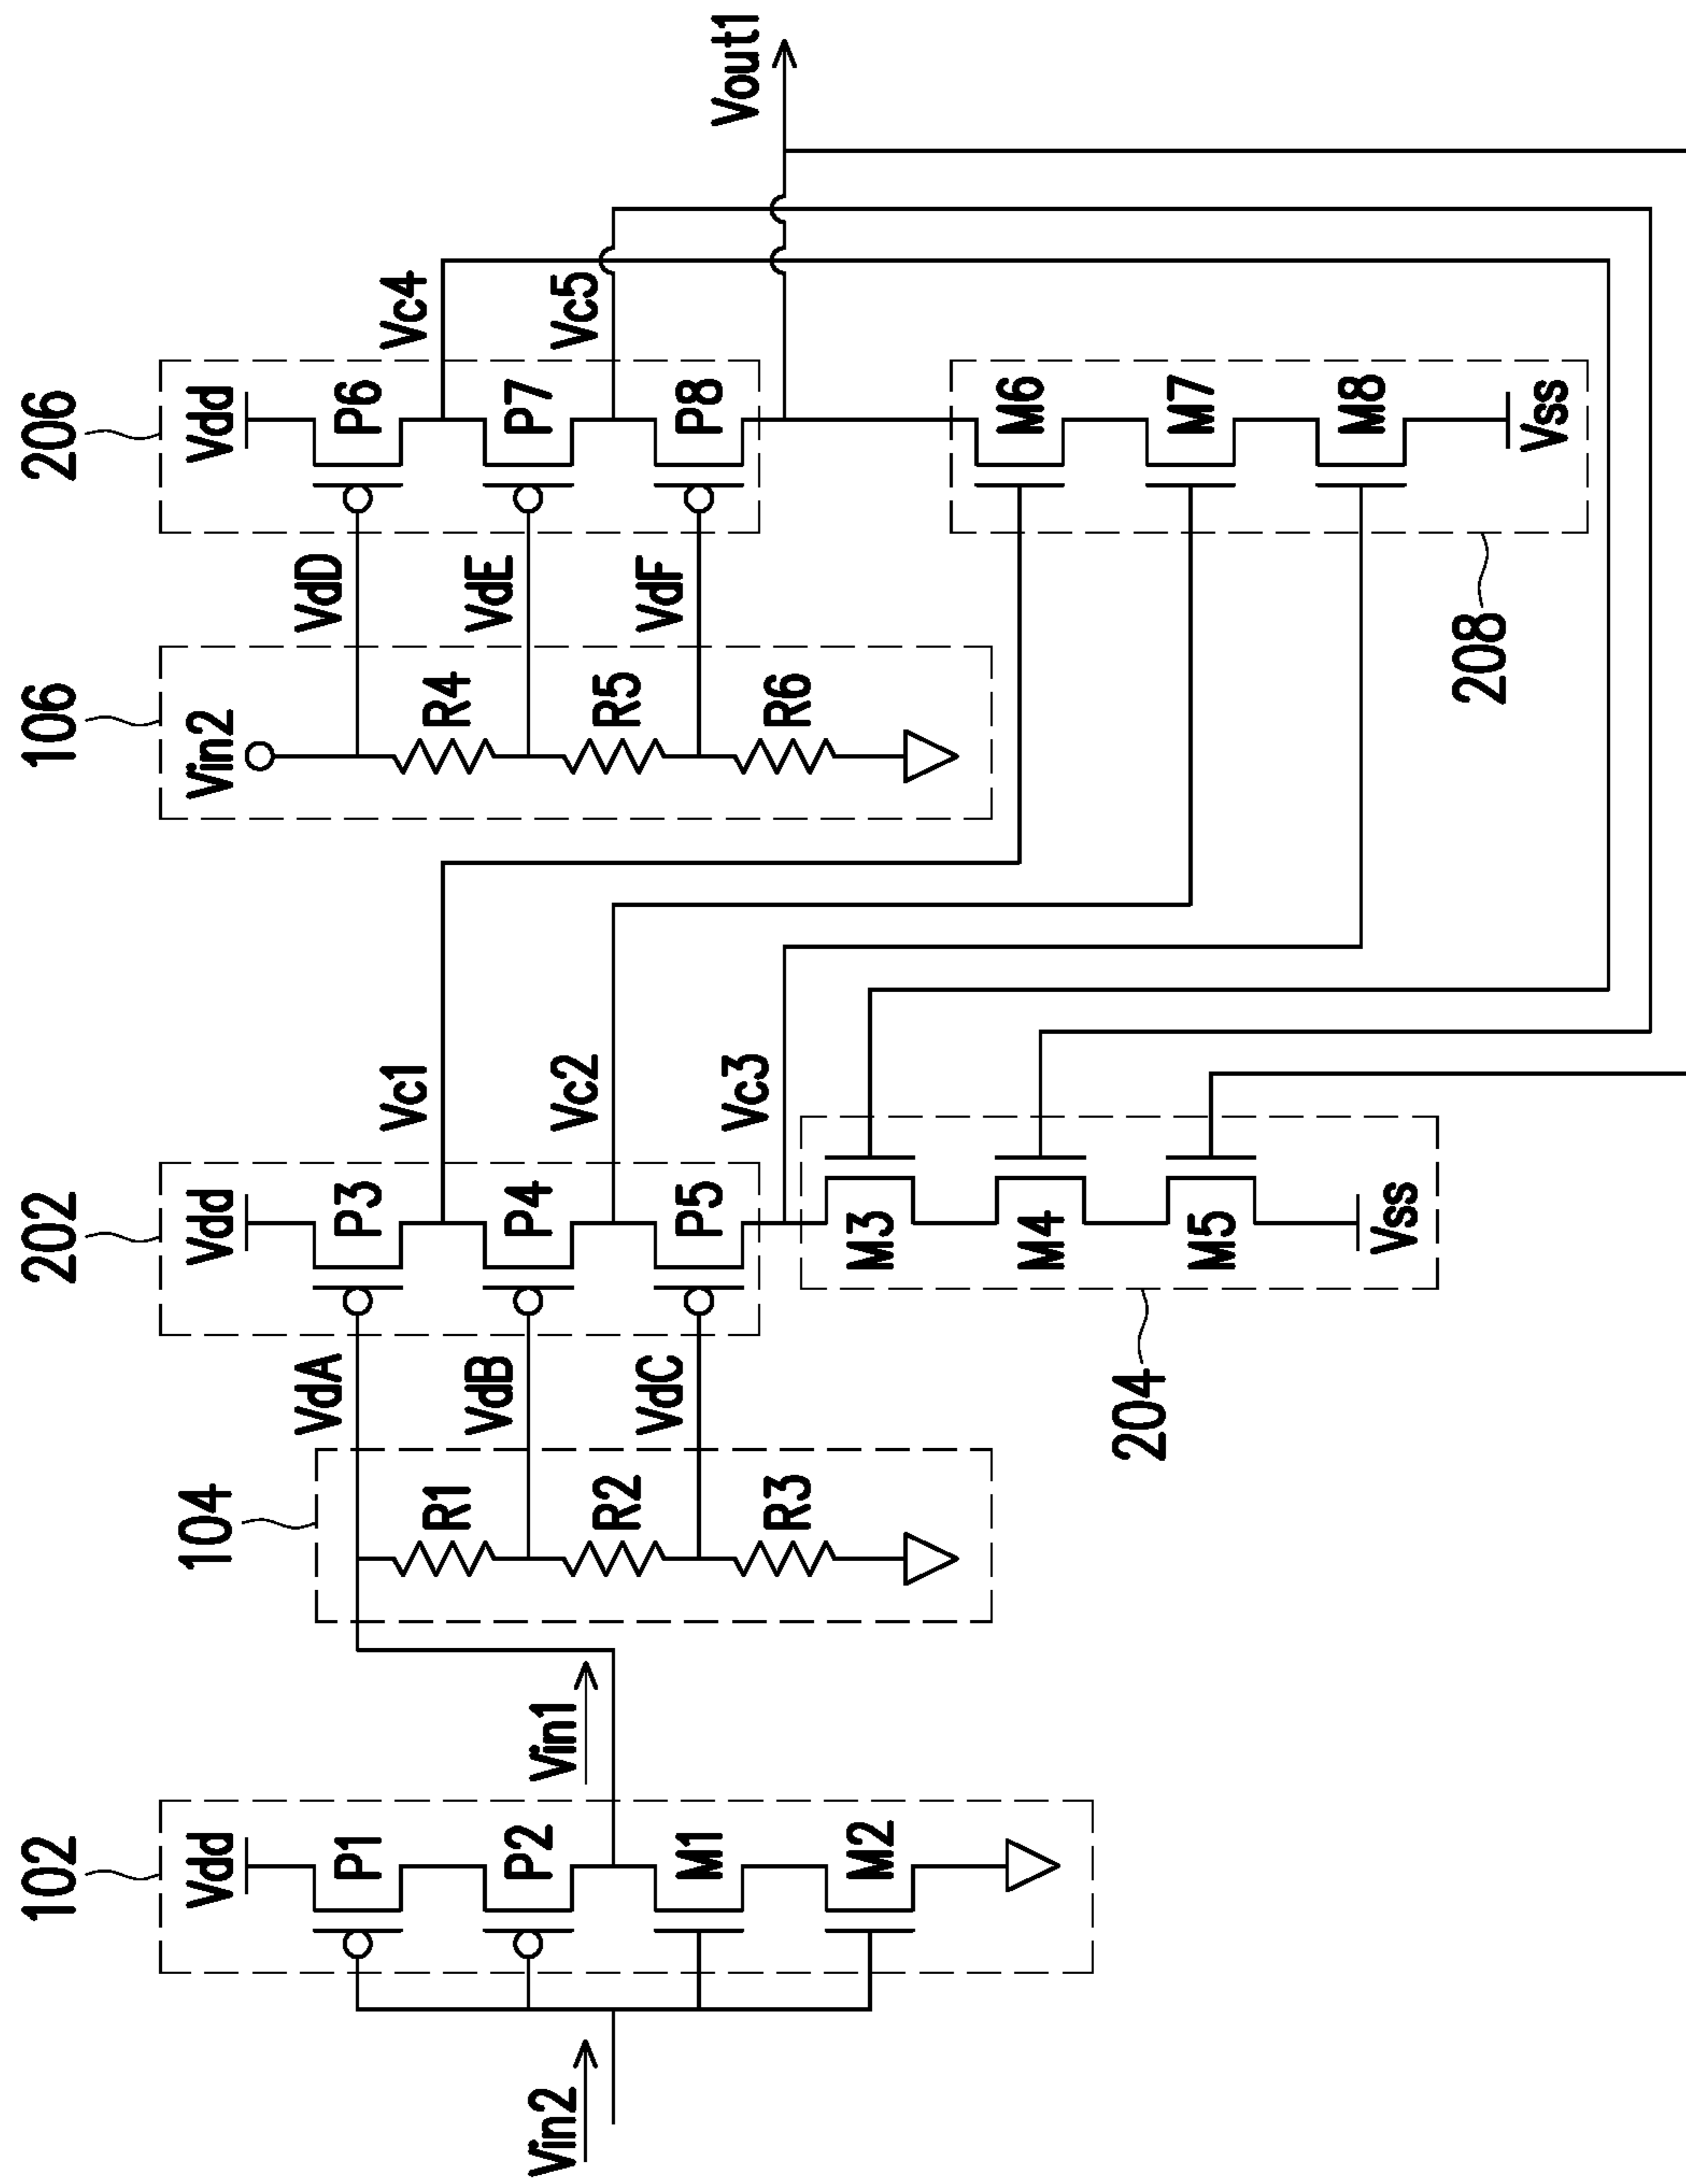 102
Vdd
P1
P2
M1
M2
Vin2
Vin1
104
R1
R2
R3
VdA
VdB
VdC
202
Vdd
P3
P4
P5
Vc1
Vc2
Vc3
M3
M4
M5
Vss
204
106
Vin2
R4
R5
R6
VdD
VdE
VdF
206
Vdd
P6
P7
P8
Vc4
Vc5
Vout1
M6
M7
M8
Vss
208